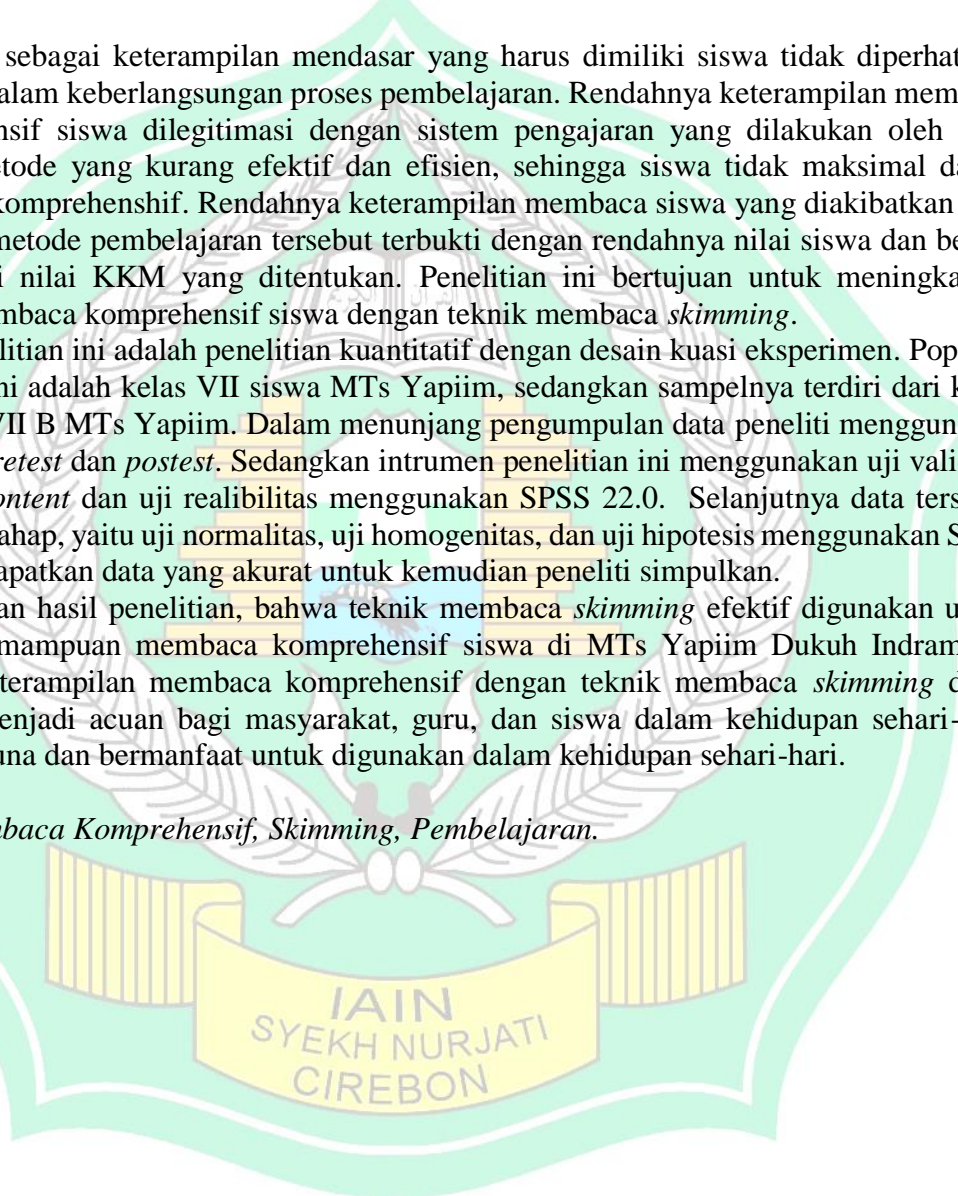 sebagai keterampilan mendasar yang harus dimiliki siswa tidak diperhat
alam keberlangsungan proses pembelajaran. Rendahnya keterampilan mem
nsif siswa dilegitimasi dengan sistem pengajaran yang dilakukan oleh
etode yang kurang efektif dan efisien, sehingga siswa tidak maksimal da
komprehenshif. Rendahnya keterampilan membaca siswa yang diakibatkan
metode pembelajaran tersebut terbukti dengan rendahnya nilai siswa dan be
i nilai KKM yang ditentukan. Penelitian ini bertujuan untuk meningka
mbaca komprehensif siswa dengan teknik membaca skimming.
litian ini adalah penelitian kuantitatif dengan desain kuasi eksperimen. Pop
ni adalah kelas VII siswa MTs Yapiim, sedangkan sampelnya terdiri dari k
VII B MTs Yapiim. Dalam menunjang pengumpulan data peneliti menggun
retest dan postest. Sedangkan intrumen penelitian ini menggunakan uji vali
ontent dan uji realibilitas menggunakan SPSS 22.0. Selanjutnya data ters
ahap, yaitu uji normalitas, uji homogenitas, dan uji hipotesis menggunakan S
apatkan data yang akurat untuk kemudian peneliti simpulkan.
an hasil penelitian, bahwa teknik membaca skimming efektif digunakan u
mampuan membaca komprehensif siswa di MTs Yapiim Dukuh Indram
terampilan membaca komprehensif dengan teknik membaca skimming d
enjadi acuan bagi masyarakat, guru, dan siswa dalam kehidupan sehari-
una dan bermanfaat untuk digunakan dalam kehidupan sehari-hari.
nbaca Komprehensif, Skimming, Pembelajaran.
IAIN
SYEKH NURJATI
CIREBON